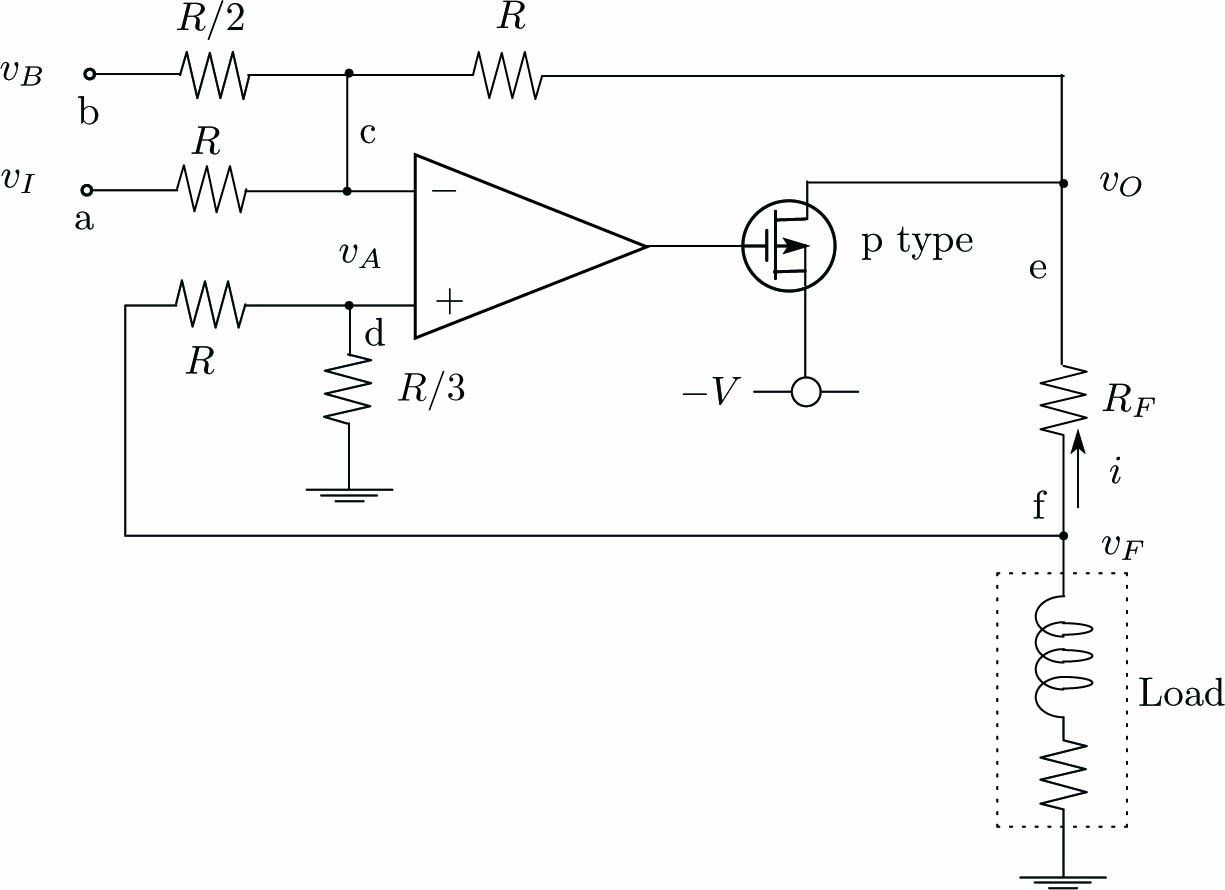 R/2
R
v_B
b
c
R
v_I
a
−
v_O
v_A
p type
e
+
d
R
R/3
−V
R_F
i
f
v_F
Load